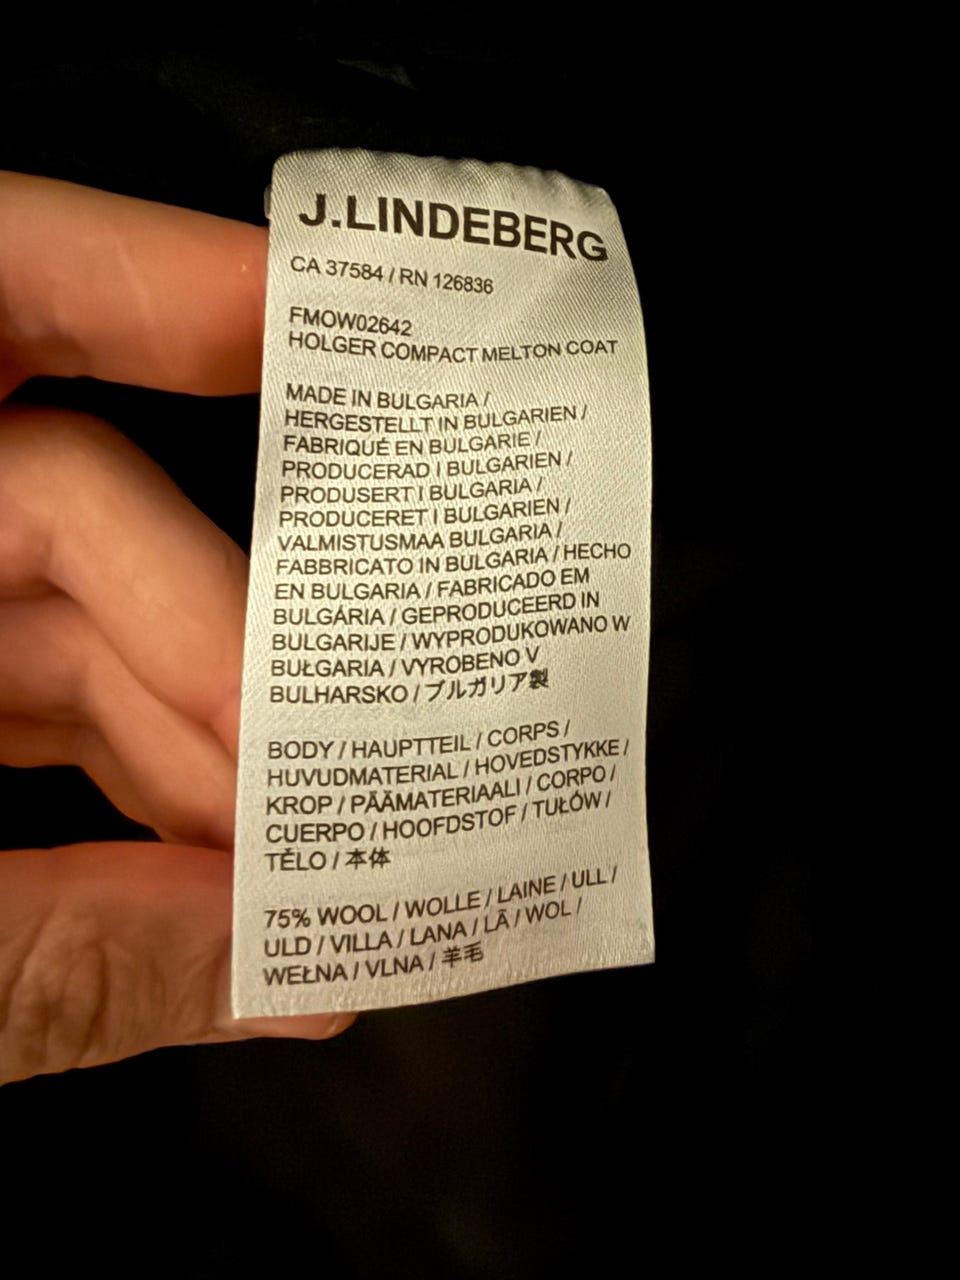 J.LINDEBERG
CA 37584 / RN 126836
FMOW02642
HOLGER COMPACT MELTON COAT
MADE IN BULGARIA /
HERGESTELLT IN BULGARIEN /
FABRIQUÉ EN BULGARIE /
PRODUCERAD I BULGARIEN /
PRODUSERT I BULGARIA /
PRODUCERET I BULGARIEN /
VALMISTUSMAA BULGARIA /
FABBRICATO IN BULGARIA / HECHO
EN BULGARIA / FABRICADO EM
BULGÁRIA / GEPRODUCEERD IN
BULGARIJE / WYPRODUKOWANO W
BUŁGARIA / VYROBENO V
BULHARSKO / ブルガリア製
BODY / HAUPTTEIL / CORPS /
HUVUDMATERIAL / HOVEDSTYKKE /
KROP / PÄÄMATERIAALI / CORPO /
CUERPO / HOOFDSTOF / TUŁÓW /
TĚLO / 本体
75% WOOL / WOLLE / LAINE / ULL /
ULD / VILLA / LANA / LÃ / WOL /
WEŁNA / VLNA / 羊毛